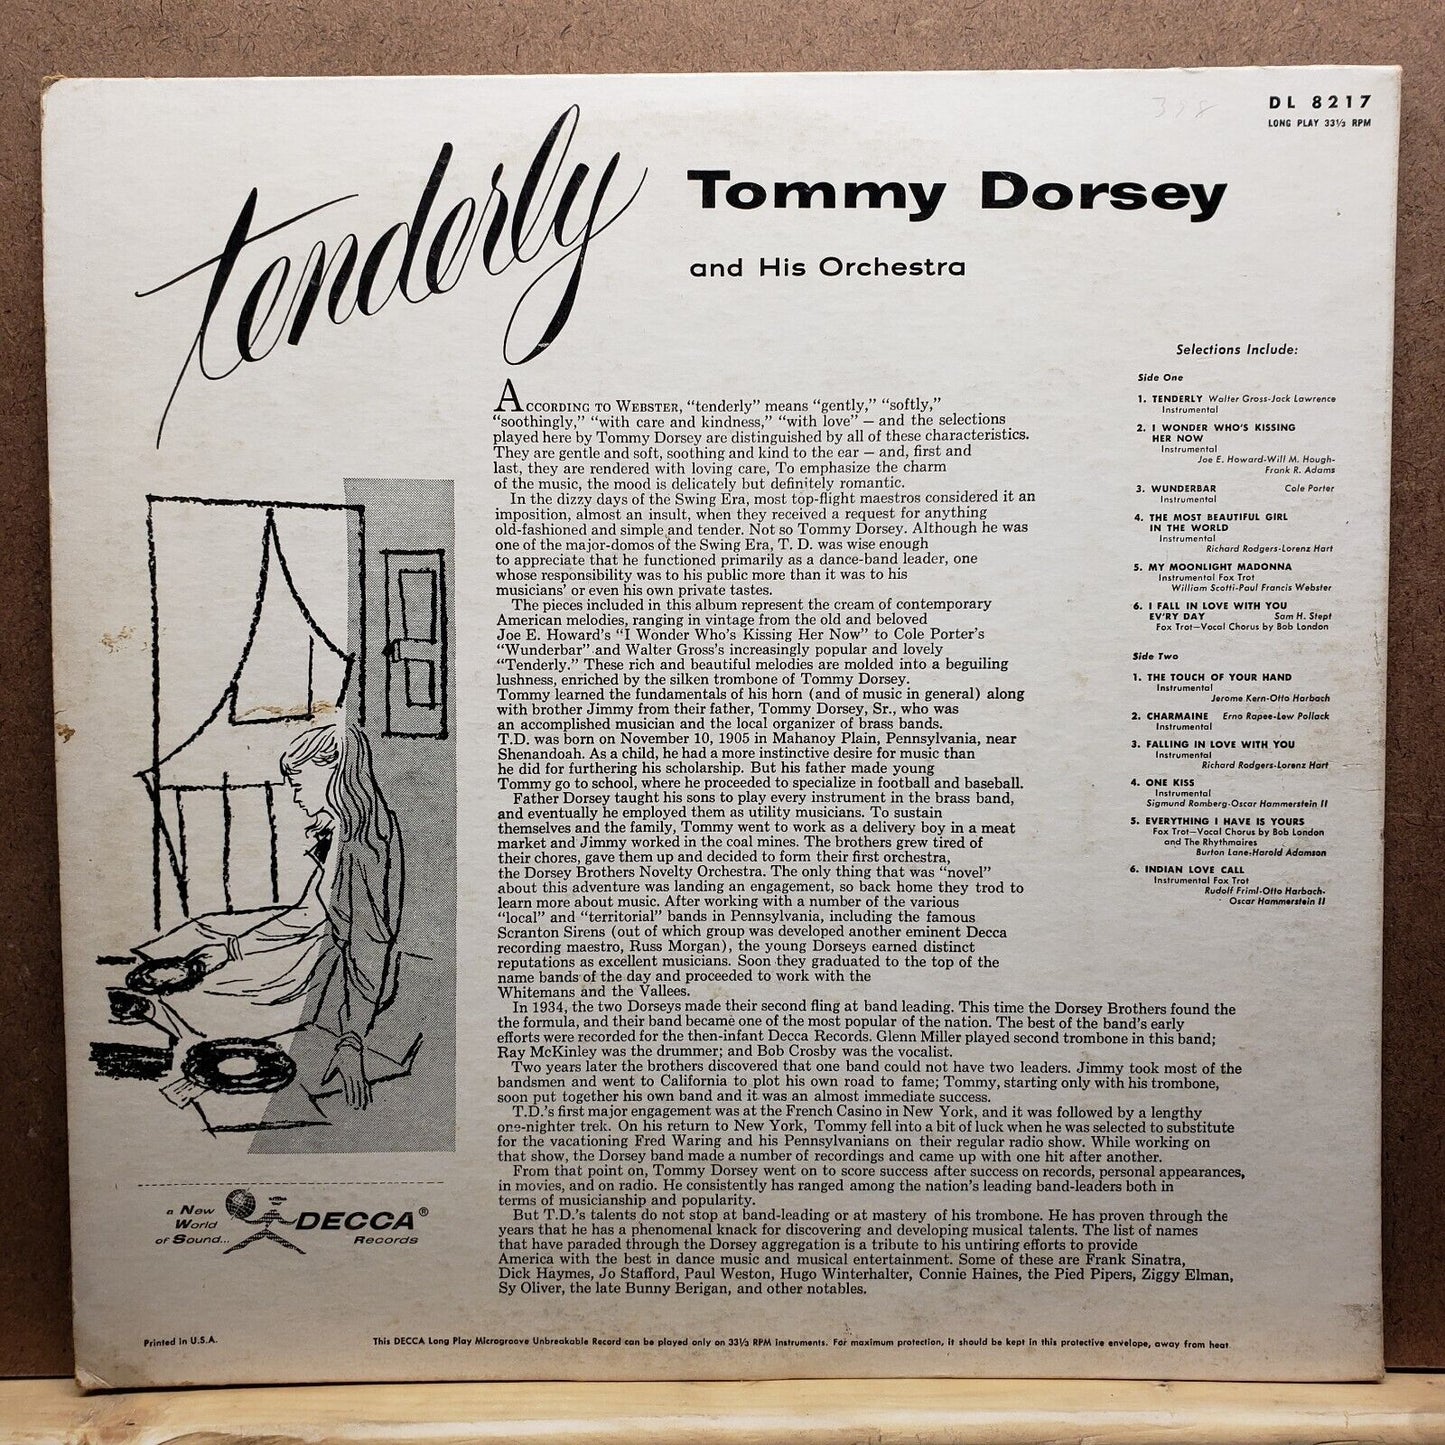 398
DL 8217
LONG PLAY 33⅓ RPM
tenderly
Tommy Dorsey
and His Orchestra
ACCORDING TO WEBSTER, “tenderly” means “gently,” “softly,”
“soothingly,” “with care and kindness,” “with love” — and the selections
played here by Tommy Dorsey are distinguished by all of these characteristics.
They are gentle and soft, soothing and kind to the ear — and, first and
last, they are rendered with loving care, To emphasize the charm
of the music, the mood is delicately but definitely romantic.
In the dizzy days of the Swing Era, most top-flight maestros considered it an
imposition, almost an insult, when they received a request for anything
old-fashioned and simple and tender. Not so Tommy Dorsey. Although he was
one of the major-domos of the Swing Era, T. D. was wise enough
to appreciate that he functioned primarily as a dance-band leader, one
whose responsibility was to his public more than it was to his
musicians’ or even his own private tastes.
The pieces included in this album represent the cream of contemporary
American melodies, ranging in vintage from the old and beloved
Joe E. Howard’s “I Wonder Who’s Kissing Her Now” to Cole Porter’s
“Wunderbar” and Walter Gross’s increasingly popular and lovely
“Tenderly.” These rich and beautiful melodies are molded into a beguiling
lushness, enriched by the silken trombone of Tommy Dorsey.
Tommy learned the fundamentals of his horn (and of music in general) along
with brother Jimmy from their father, Tommy Dorsey, Sr., who was
an accomplished musician and the local organizer of brass bands.
T.D. was born on November 10, 1905 in Mahanoy Plain, Pennsylvania, near
Shenandoah. As a child, he had a more instinctive desire for music than
he did for furthering his scholarship. But his father made young
Tommy go to school, where he proceeded to specialize in football and baseball.
Father Dorsey taught his sons to play every instrument in the brass band,
and eventually he employed them as utility musicians. To sustain
themselves and the family, Tommy went to work as a delivery boy in a meat
market and Jimmy worked in the coal mines. The brothers grew tired of
their chores, gave them up and decided to form their first orchestra,
the Dorsey Brothers Novelty Orchestra. The only thing that was “novel”
about this adventure was landing an engagement, so back home they trod to
learn more about music. After working with a number of the various
“local” and “territorial” bands in Pennsylvania, including the famous
Scranton Sirens (out of which group was developed another eminent Decca
recording maestro, Russ Morgan), the young Dorseys earned distinct
reputations as excellent musicians. Soon they graduated to the top of the
name bands of the day and proceeded to work with the
Whitemans and the Vallees.
In 1934, the two Dorseys made their second fling at band leading. This time the Dorsey Brothers found the
the formula, and their band became one of the most popular of the nation. The best of the band’s early
efforts were recorded for the then-infant Decca Records. Glenn Miller played second trombone in this band;
Ray McKinley was the drummer; and Bob Crosby was the vocalist.
Two years later the brothers discovered that one band could not have two leaders. Jimmy took most of the
bandsmen and went to California to plot his own road to fame; Tommy, starting only with his trombone,
soon put together his own band and it was an almost immediate success.
T.D.’s first major engagement was at the French Casino in New York, and it was followed by a lengthy
one-nighter trek. On his return to New York, Tommy fell into a bit of luck when he was selected to substitute
for the vacationing Fred Waring and his Pennsylvanians on their regular radio show. While working on
that show, the Dorsey band made a number of recordings and came up with one hit after another.
From that point on, Tommy Dorsey went on to score success after success on records, personal appearances,
in movies, and on radio. He consistently has ranged among the nation’s leading band-leaders both in
terms of musicianship and popularity.
But T.D.’s talents do not stop at band-leading or at mastery of his trombone. He has proven through the
years that he has a phenomenal knack for discovering and developing musical talents. The list of names
that have paraded through the Dorsey aggregation is a tribute to his untiring efforts to provide
America with the best in dance music and musical entertainment. Some of these are Frank Sinatra,
Dick Haymes, Jo Stafford, Paul Weston, Hugo Winterhalter, Connie Haines, the Pied Pipers, Ziggy Elman,
Sy Oliver, the late Bunny Berigan, and other notables.
Selections Include:
Side One
1. TENDERLY Walter Gross-Jack Lawrence
Instrumental
2. I WONDER WHO’S KISSING
HER NOW
Instrumental
Joe E. Howard-Will M. Hough-
Frank R. Adams
3. WUNDERBAR Cole Porter
Instrumental
4. THE MOST BEAUTIFUL GIRL
IN THE WORLD
Instrumental
Richard Rodgers-Lorenz Hart
5. MY MOONLIGHT MADONNA
Instrumental Fox Trot
William Scotti-Paul Francis Webster
6. I FALL IN LOVE WITH YOU
EV’RY DAY Sam H. Stept
Fox Trot—Vocal Chorus by Bob London
Side Two
1. THE TOUCH OF YOUR HAND
Instrumental
Jerome Kern-Otto Harbach
2. CHARMAINE Erno Rapee-Lew Pollack
Instrumental
3. FALLING IN LOVE WITH YOU
Instrumental
Richard Rodgers-Lorenz Hart
4. ONE KISS
Instrumental
Sigmund Romberg-Oscar Hammerstein II
5. EVERYTHING I HAVE IS YOURS
Fox Trot—Vocal Chorus by Bob London
and The Rhythmaires
Burton Lane-Harold Adamson
6. INDIAN LOVE CALL
Instrumental Fox Trot
Rudolf Friml-Otto Harbach-
Oscar Hammerstein II
a New
World
of Sound...
DECCA®
Records
Printed in U.S.A.
This DECCA Long Play Microgroove Unbreakable Record can be played only on 33⅓ RPM instruments. For maximum protection, it should be kept in this protective envelope, away from heat